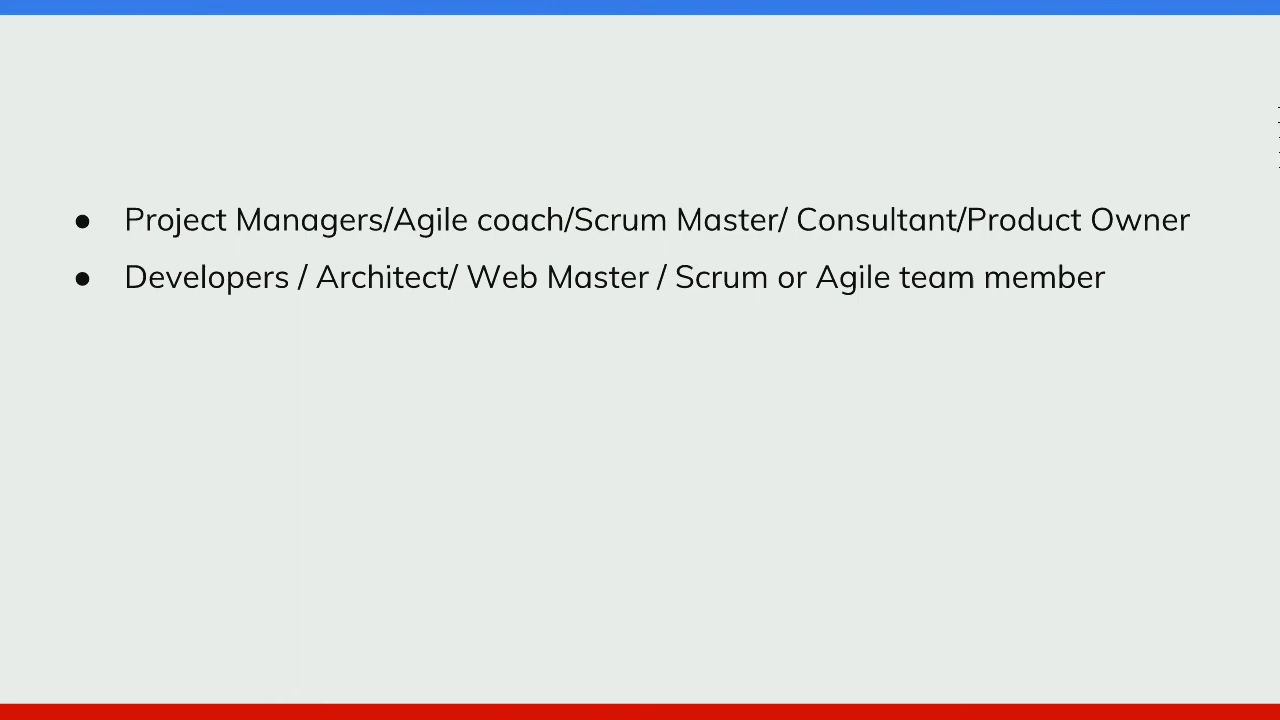 ● Project Managers/Agile coach/Scrum Master/ Consultant/Product Owner
● Developers / Architect/ Web Master / Scrum or Agile team member